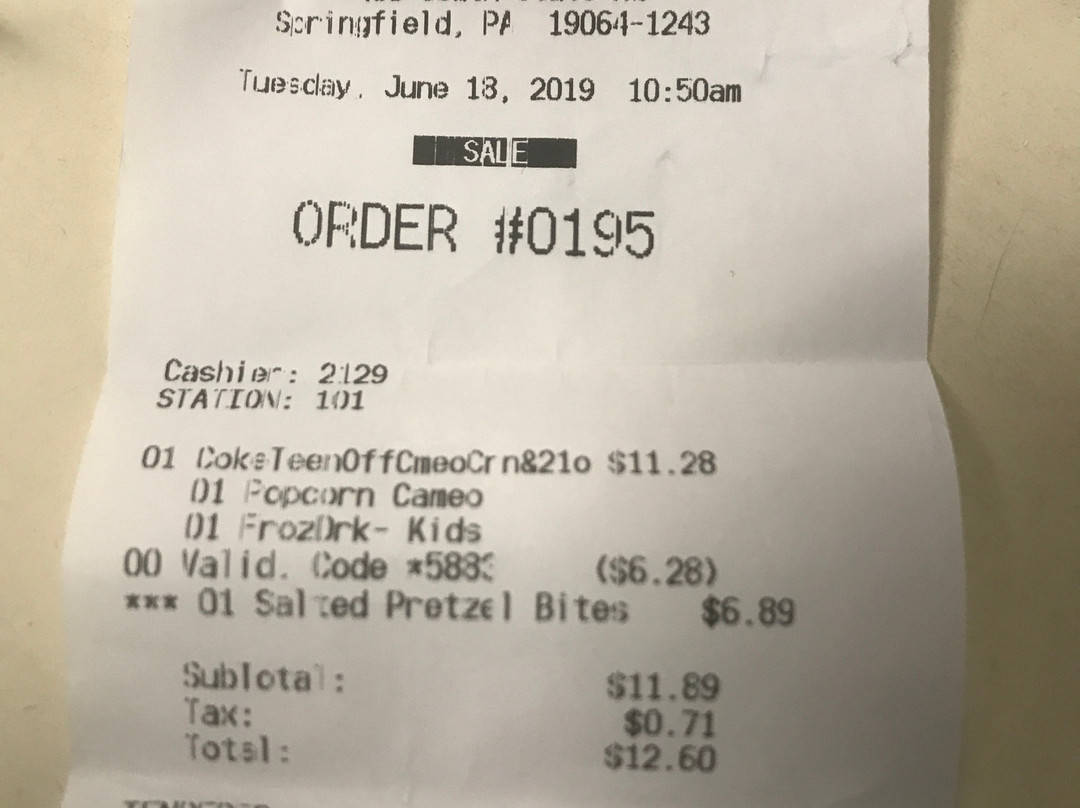 Springfield, PA 19064-1243
Tuesday, June 18, 2019 10:50am
SALE
ORDER #0195
Cashier: 2129
STATION: 101
01 CokeTeenOffCmeoCrn&21o $11.28
01 Popcorn Cameo
01 FrozDrk- Kids
00 Valid. Code *5883 ($6.28)
*** 01 Salted Pretzel Bites $6.89
Subtotal: $11.89
Tax: $0.71
Total: $12.60